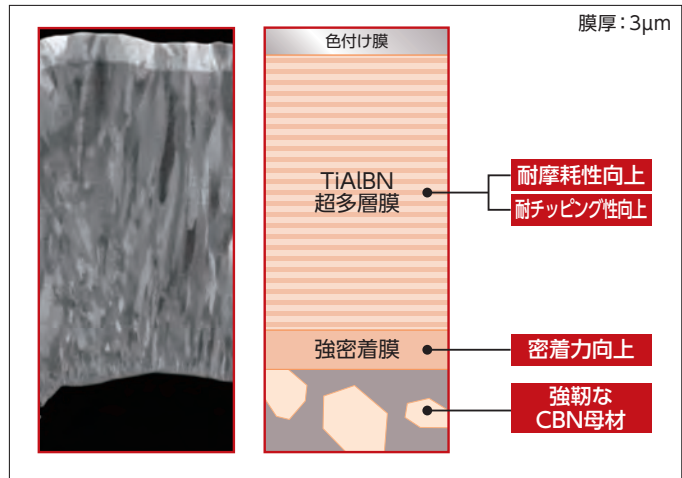 膜厚：3μm
色付け膜
TiAlBN
超多層膜
耐摩耗性向上
耐チッピング性向上
強密着膜
密着力向上
強靭な
CBN母材